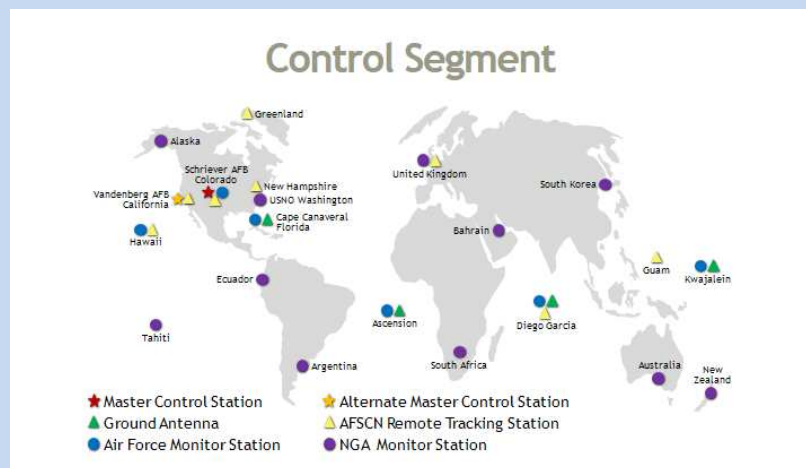 Control Segment
Greenland
Alaska
Schriever AFB
Colorado
Vandenberg AFB
California
New Hampshire
USNO Washington
Cape Canaveral
Florida
Hawaii
United Kingdom
South Korea
Bahrain
Guam
Kwajalein
Ecuador
Ascension
Diego Garcia
Tahiti
Argentina
South Africa
Australia
New
Zealand
Master Control Station
Alternate Master Control Station
Ground Antenna
AFSCN Remote Tracking Station
Air Force Monitor Station
NGA Monitor Station